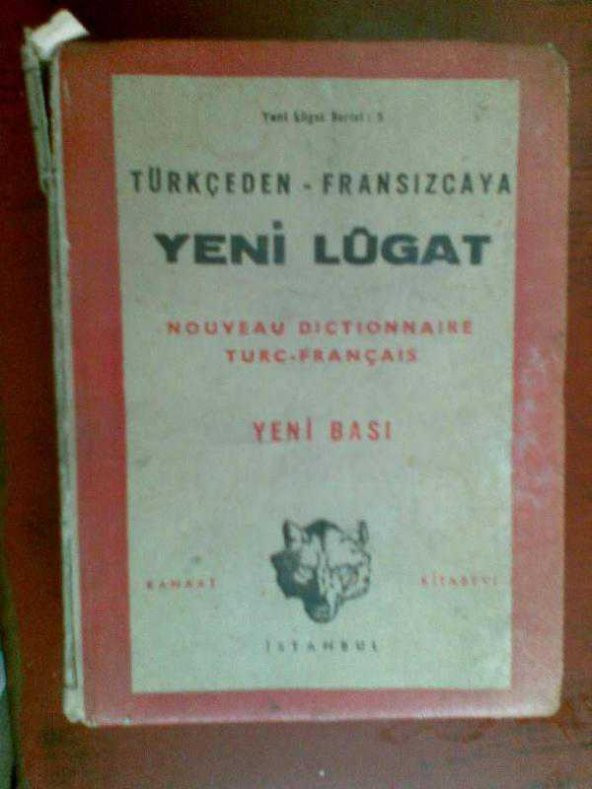 Yeni Lûgat Serisi : 5
TÜRKÇEDEN - FRANSIZCAYA
YENİ LÛGAT
NOUVEAU DICTIONNAIRE
TURC-FRANÇAIS
YENİ BASI
KANAAT KİTABEVİ
İSTANBUL